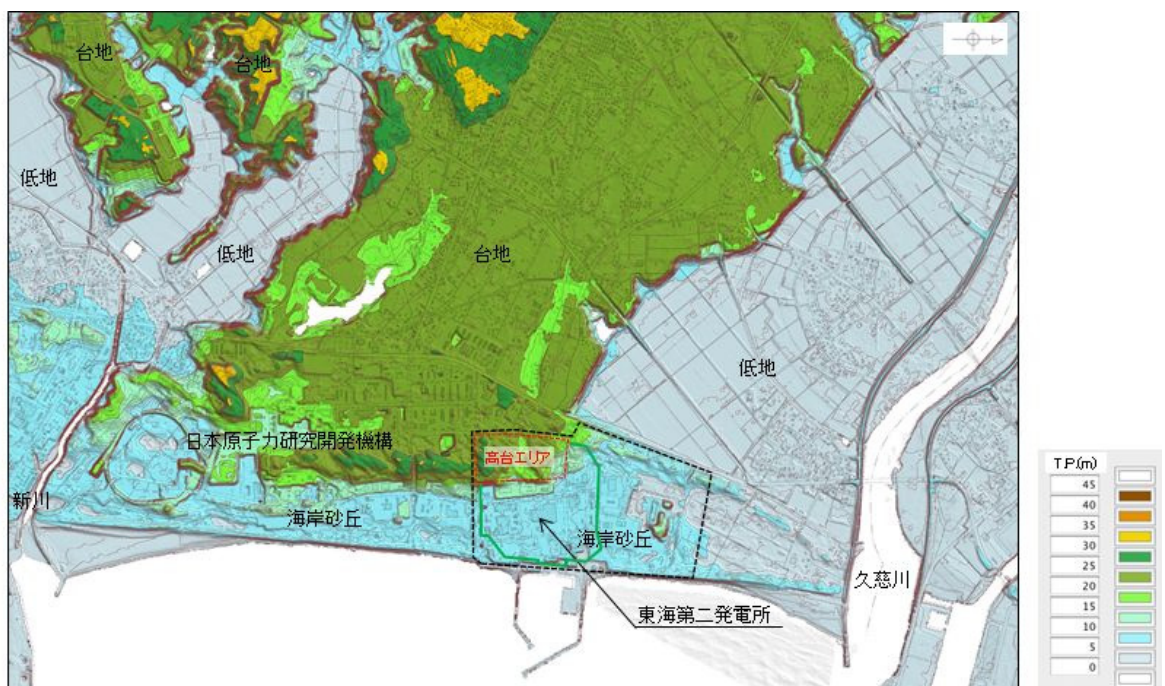 台地
台地
低地
低地
台地
低地
日本原子力研究開発機構
高台エリア
新川
海岸砂丘
海岸砂丘
久慈川
東海第二発電所
T.P.(m)
45
40
35
30
25
20
15
10
5
0